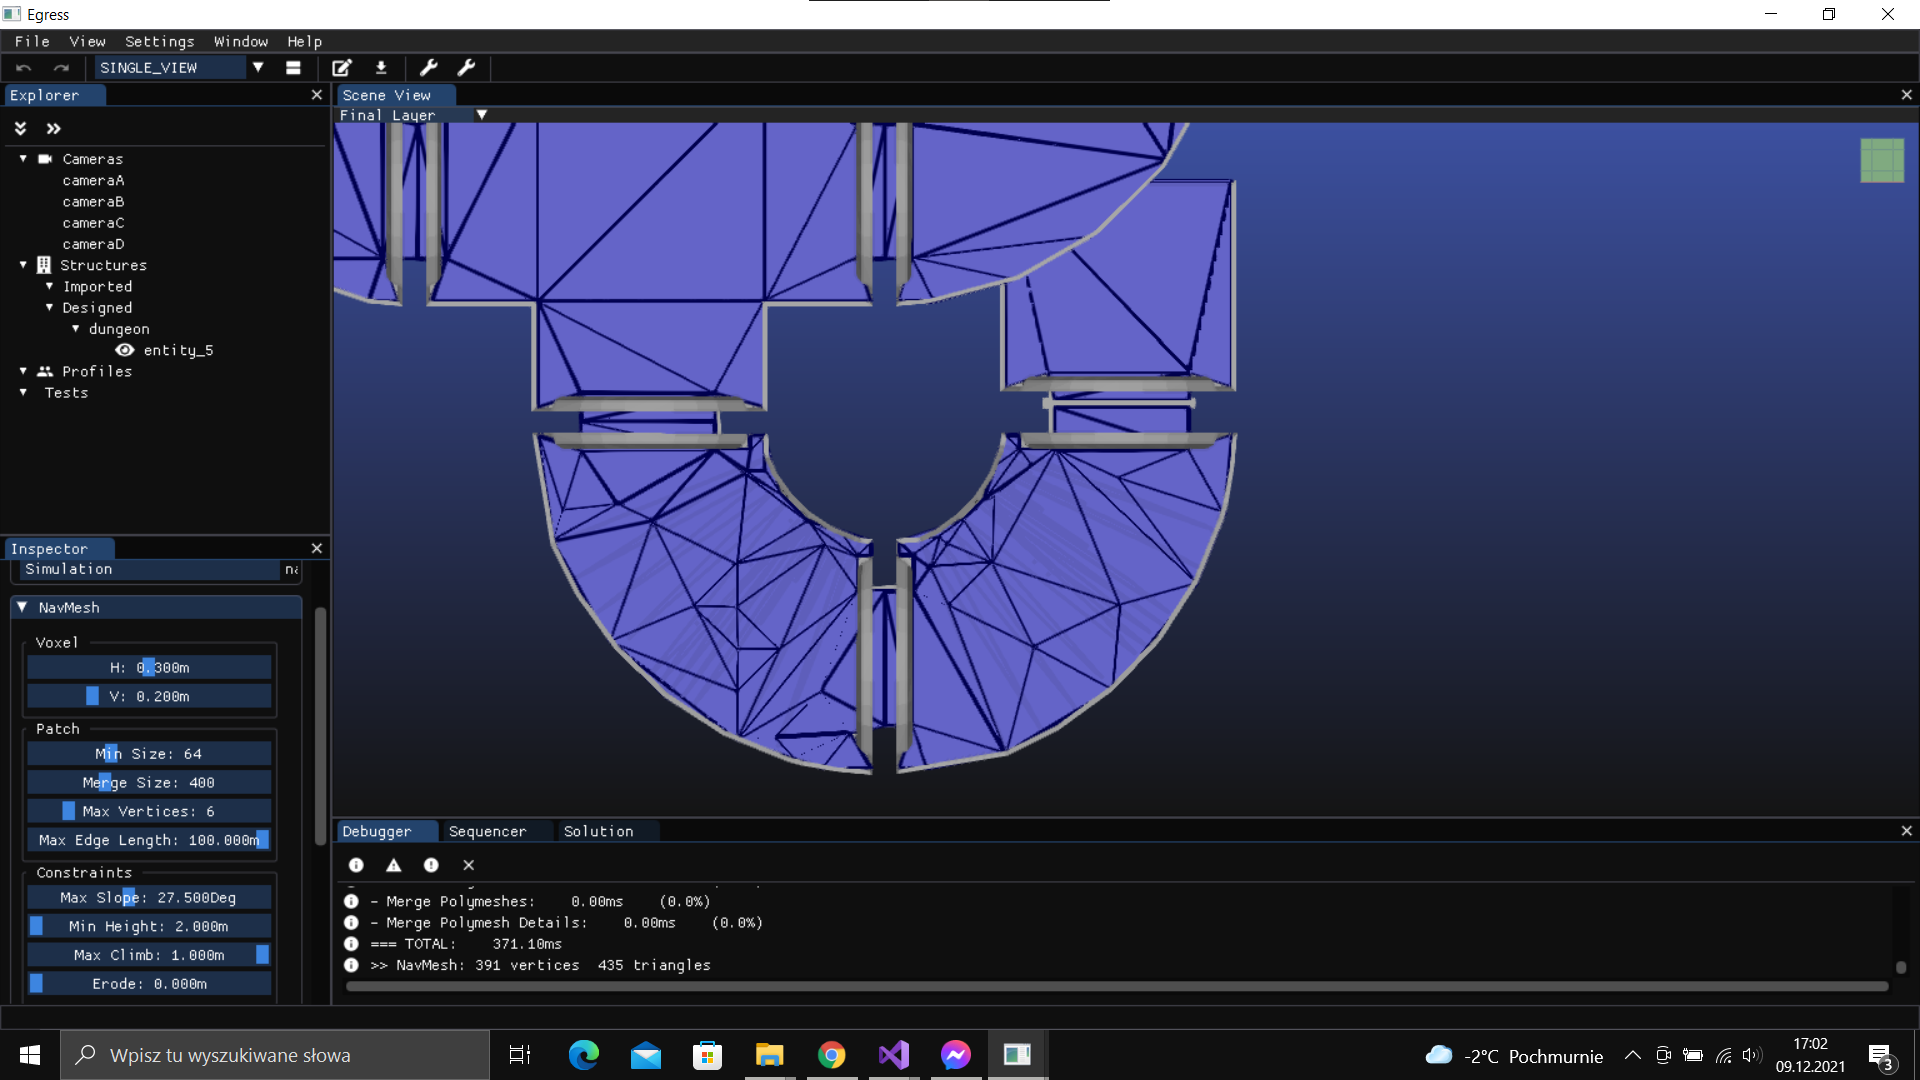 Egress
File View Settings Window Help
SINGLE_VIEW
Explorer
Cameras
cameraA
cameraB
cameraC
cameraD
Structures
Imported
Designed
dungeon
entity_5
Profiles
Tests
Scene View
Final Layer
Inspector
Simulation
NavMesh
Voxel
H: 0.300m
V: 0.200m
Patch
Min Size: 64
Merge Size: 400
Max Vertices: 6
Max Edge Length: 100.000m
Constraints
Max Slope: 27.500Deg
Min Height: 2.000m
Max Climb: 1.000m
Erode: 0.000m
Debugger Sequencer Solution
- Merge Polymeshes: 0.00ms (0.0%)
- Merge Polymesh Details: 0.00ms (0.0%)
=== TOTAL: 371.10ms
>> NavMesh: 391 vertices 435 triangles
Wpisz tu wyszukiwane słowa
-2°C Pochmurnie
17:02
09.12.2021
3